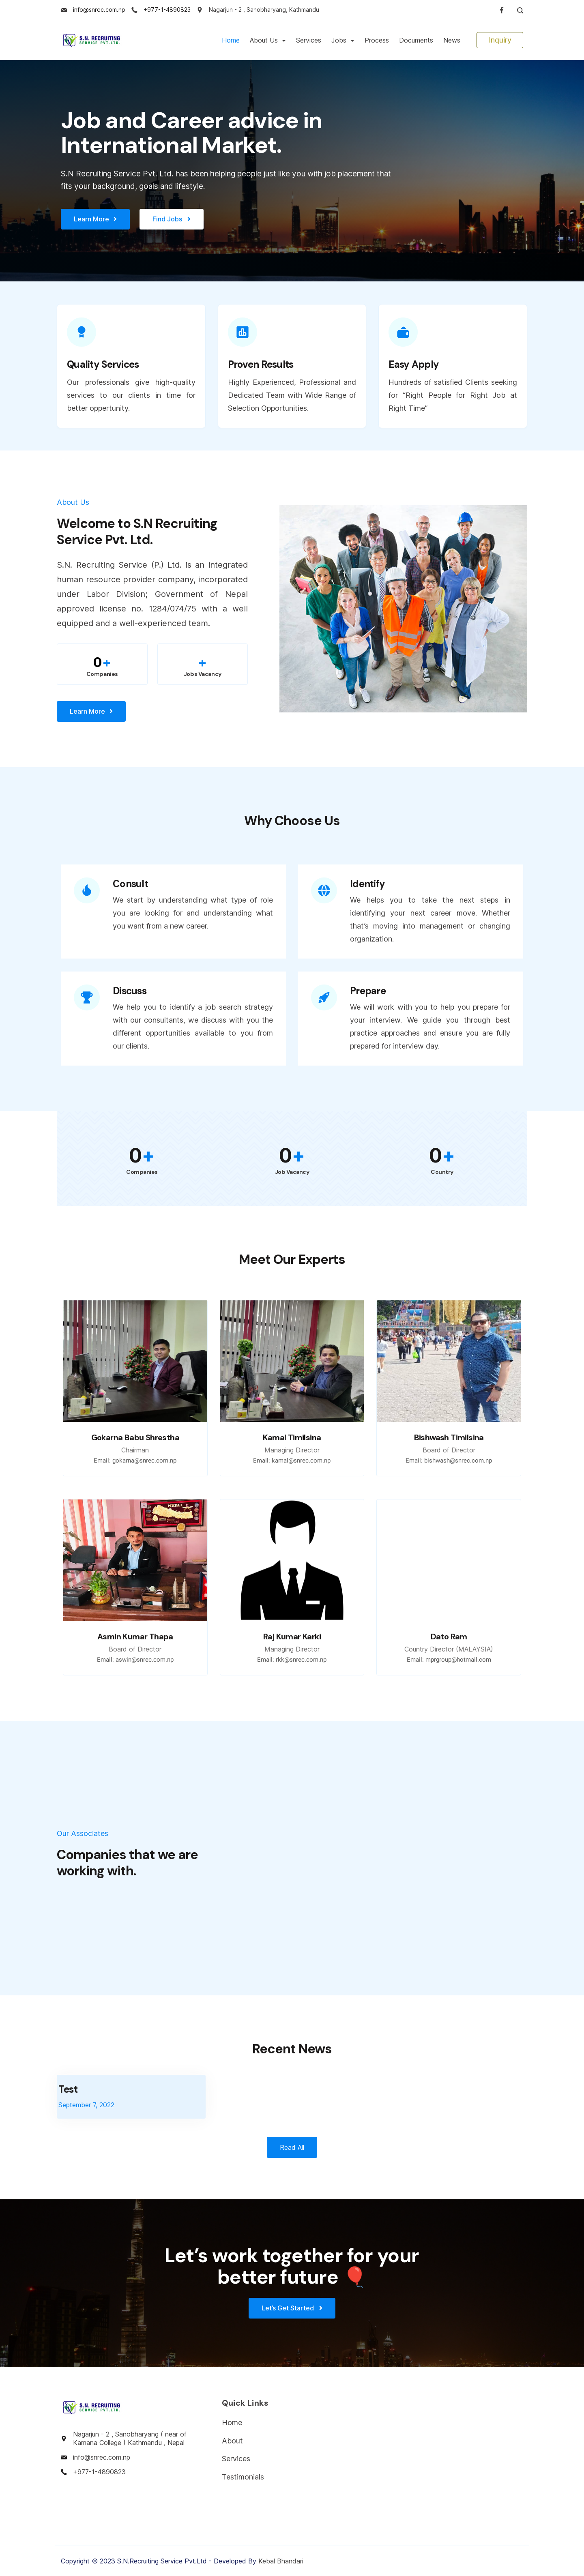 info@snrec.com.np +977-1-4890823 Nagarjun - 2 , Sanobharyang, Kathmandu
S.N. RECRUITING
SERVICE PVT. LTD.
Home About Us Services Jobs Process Documents News Inquiry
Job and Career advice in
International Market.
S.N Recruiting Service Pvt. Ltd. has been helping people just like you with job placement that
fits your background, goals and lifestyle.
Learn More Find Jobs
Quality Services
Our professionals give high-quality
services to our clients in time for
better oppertunity.
Proven Results
Highly Experienced, Professional and
Dedicated Team with Wide Range of
Selection Opportunities.
Easy Apply
Hundreds of satisfied Clients seeking
for “Right People for Right Job at
Right Time”
About Us
Welcome to S.N Recruiting
Service Pvt. Ltd.
S.N. Recruiting Service (P.) Ltd. is an integrated
human resource provider company, incorporated
under Labor Division; Government of Nepal
approved license no. 1284/074/75 with a well
equipped and a well-experienced team.
0+
Companies
+
Jobs Vacancy
Learn More
Why Choose Us
Consult
We start by understanding what type of role
you are looking for and understanding what
you want from a new career.
Identify
We helps you to take the next steps in
identifying your next career move. Whether
that’s moving into management or changing
organization.
Discuss
We help you to identify a job search strategy
with our consultants, we discuss with you the
different opportunities available to you from
our clients.
Prepare
We will work with you to help you prepare for
your interview. We guide you through best
practice approaches and ensure you are fully
prepared for interview day.
0+ 0+ 0+
Companies Job Vacancy Country
Meet Our Experts
Gokarna Babu Shrestha
Chairman
Email: gokarna@snrec.com.np
Kamal Timilsina
Managing Director
Email: kamal@snrec.com.np
Bishwash Timilsina
Board of Director
Email: bishwash@snrec.com.np
Asmin Kumar Thapa
Board of Director
Email: aswin@snrec.com.np
Raj Kumar Karki
Managing Director
Email: rkk@snrec.com.np
Dato Ram
Country Director (MALAYSIA)
Email: mprgroup@hotmail.com
Our Associates
Companies that we are
working with.
Recent News
Test
September 7, 2022
Read All
Let’s work together for your
better future 🎈
Let’s Get Started
S.N. RECRUITING
SERVICE PVT. LTD.
Nagarjun - 2 , Sanobharyang ( near of
Kamana College ) Kathmandu , Nepal
info@snrec.com.np
+977-1-4890823
Quick Links
Home
About
Services
Testimonials
Copyright © 2023 S.N.Recruiting Service Pvt.Ltd - Developed By Kebal Bhandari